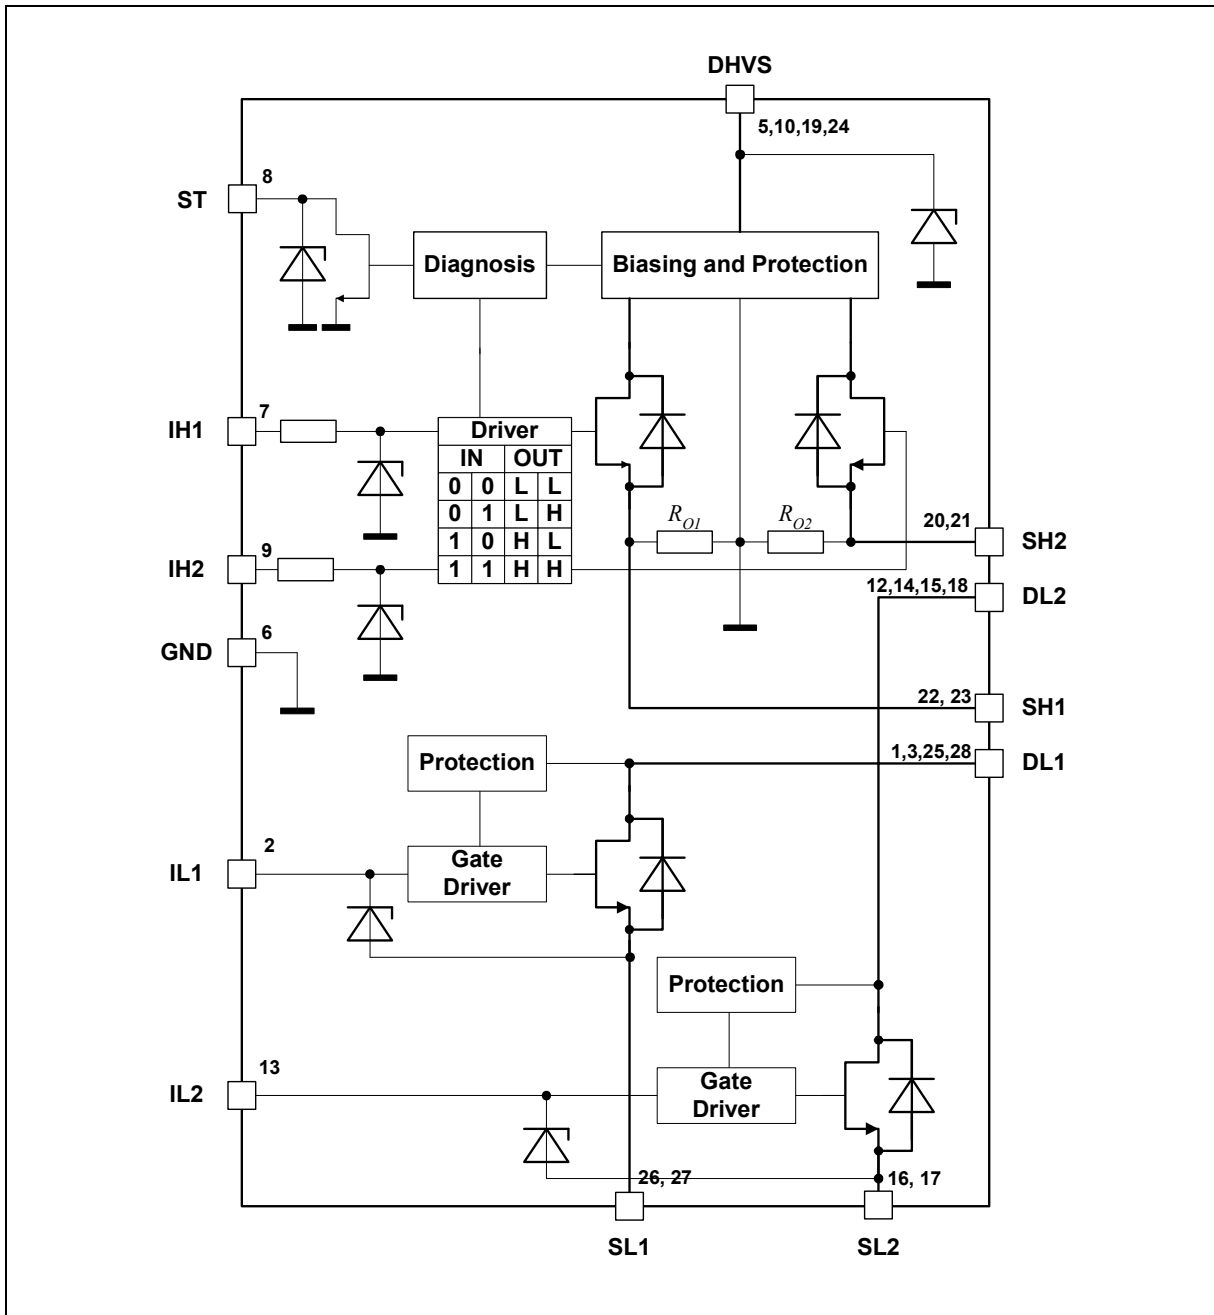 DHVS
5,10,19,24
8
ST
Diagnosis
Biasing and Protection
7
IH1
Driver
IN OUT
0 0 L L
0 1 L H
1 0 H L
1 1 H H
RO1
RO2
20,21
SH2
9
IH2
12,14,15,18
DL2
6
GND
22, 23
SH1
Protection
1,3,25,28
DL1
2
IL1
Gate
Driver
Protection
13
IL2
Gate
Driver
26, 27
16, 17
SL1
SL2